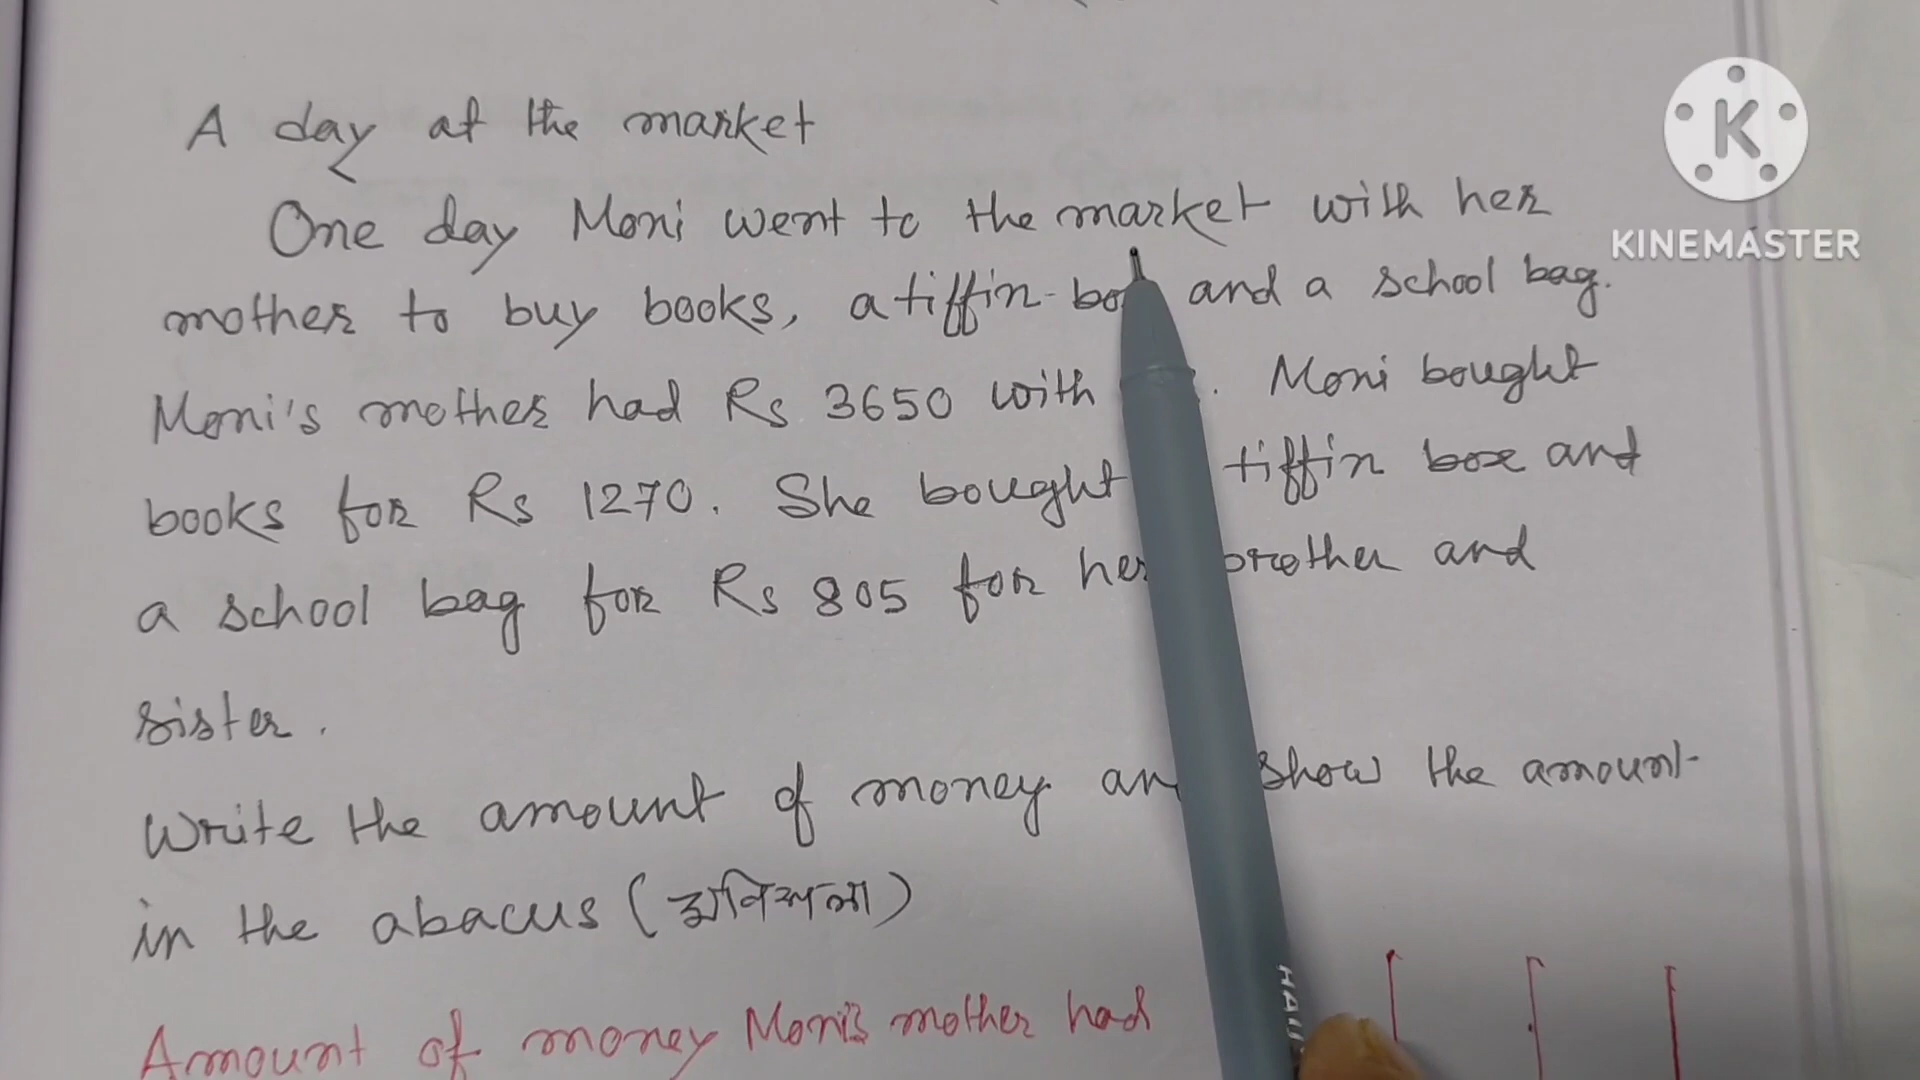 A day at the market
One day Moni went to the market with her
mother to buy books, a tiffin-box and a school bag.
Moni's mother had Rs 3650 with . Moni bought
books for Rs 1270. She bought tiffin box and
a school bag for Rs 805 for her brother and
sister.
Write the amount of money and show the amount
in the abacus
Amount of money Moni's mother had
K
KINEMASTER